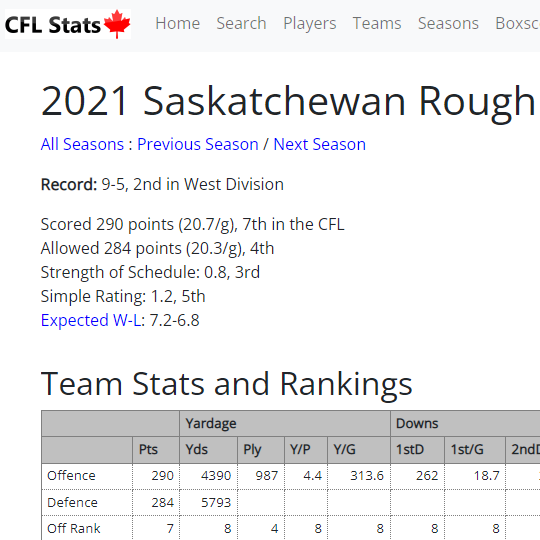 CFL Stats Home Search Players Teams Seasons Boxsc
2021 Saskatchewan Rough
All Seasons : Previous Season / Next Season
Record: 9-5, 2nd in West Division
Scored 290 points (20.7/g), 7th in the CFL
Allowed 284 points (20.3/g), 4th
Strength of Schedule: 0.8, 3rd
Simple Rating: 1.2, 5th
Expected W-L: 7.2-6.8
Team Stats and Rankings
Yardage Downs
Pts Yds Ply Y/P Y/G 1stD 1st/G 2nd
Offence 290 4390 987 4.4 313.6 262 18.7
Defence 284 5793
Off Rank 7 8 4 8 8 8 8